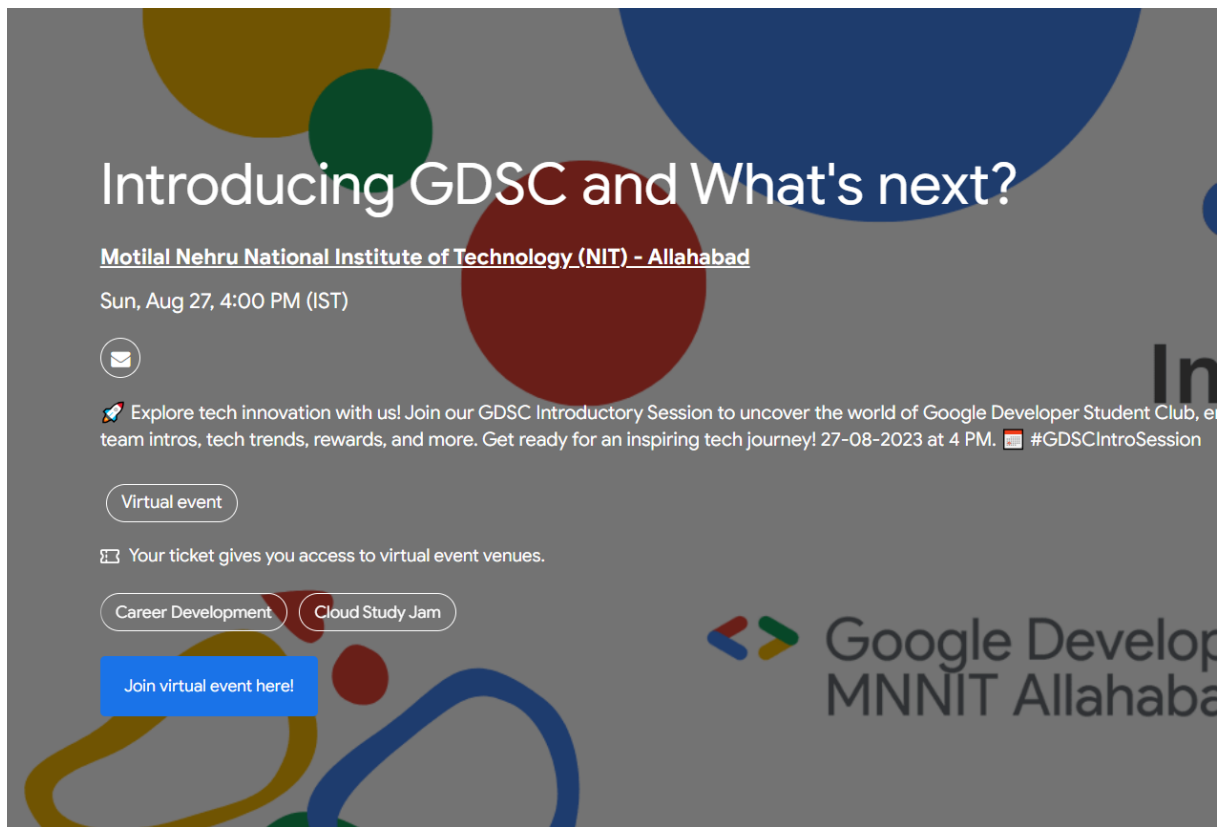 Introducing GDSC and What's next?
Motilal Nehru National Institute of Technology (NIT) - Allahabad
Sun, Aug 27, 4:00 PM (IST)
In
🚀 Explore tech innovation with us! Join our GDSC Introductory Session to uncover the world of Google Developer Student Club, e
team intros, tech trends, rewards, and more. Get ready for an inspiring tech journey! 27-08-2023 at 4 PM. 📅 #GDSCIntroSession
Virtual event
Your ticket gives you access to virtual event venues.
Career Development
Cloud Study Jam
Google Develop
MNNIT Allahaba
Join virtual event here!